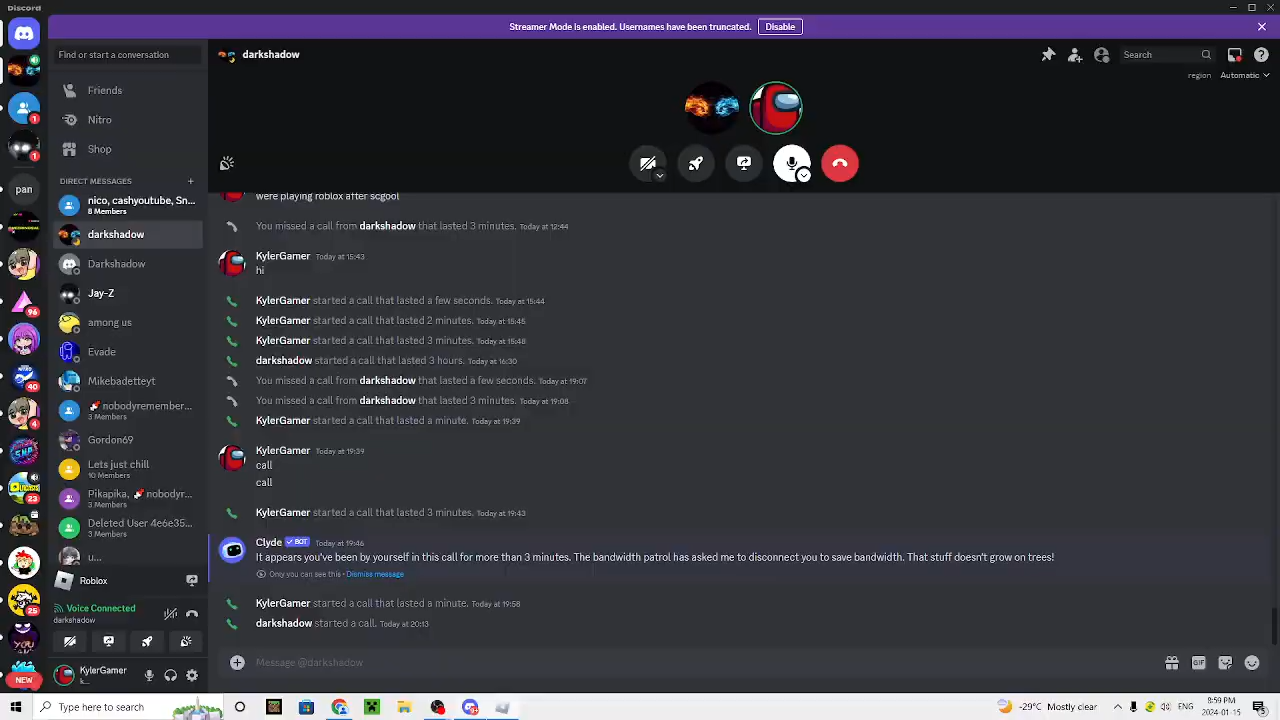 Discord
Streamer Mode is enabled. Usernames have been truncated. Disable
Find or start a conversation
darkshadow
Search
region Automatic
Friends
Nitro
Shop
DIRECT MESSAGES +
nico, cashyoutube, Sn...
8 Members
darkshadow
Darkshadow
Jay-Z
among us
Evade
Mikebadetteyt
nobodyremember...
3 Members
Gordon69
Lets just chill
10 Members
Pikapika, nobodyr...
3 Members
Deleted User 4e6e35...
3 Members
u...
Roblox
Voice Connected
darkshadow
KylerGamer
k...
1
1
pan
96
40
4
23
25
YOU
NEW
were playing roblox after scgool
You missed a call from darkshadow that lasted 3 minutes. Today at 12:44
KylerGamer Today at 15:43
hi
KylerGamer started a call that lasted a few seconds. Today at 15:44
KylerGamer started a call that lasted 2 minutes. Today at 15:45
KylerGamer started a call that lasted 3 minutes. Today at 15:48
darkshadow started a call that lasted 3 hours. Today at 16:30
You missed a call from darkshadow that lasted a few seconds. Today at 19:07
You missed a call from darkshadow that lasted 3 minutes. Today at 19:08
KylerGamer started a call that lasted a minute. Today at 19:39
KylerGamer Today at 19:39
call
call
KylerGamer started a call that lasted 3 minutes. Today at 19:43
Clyde BOT Today at 19:46
It appears you've been by yourself in this call for more than 3 minutes. The bandwidth patrol has asked me to disconnect you to save bandwidth. That stuff doesn't grow on trees!
Only you can see this • Dismiss message
KylerGamer started a call that lasted a minute. Today at 19:58
darkshadow started a call. Today at 20:13
Message @darkshadow
GIF
Type here to search
-29°C Mostly clear
ENG
8:59 PM
2024-01-15